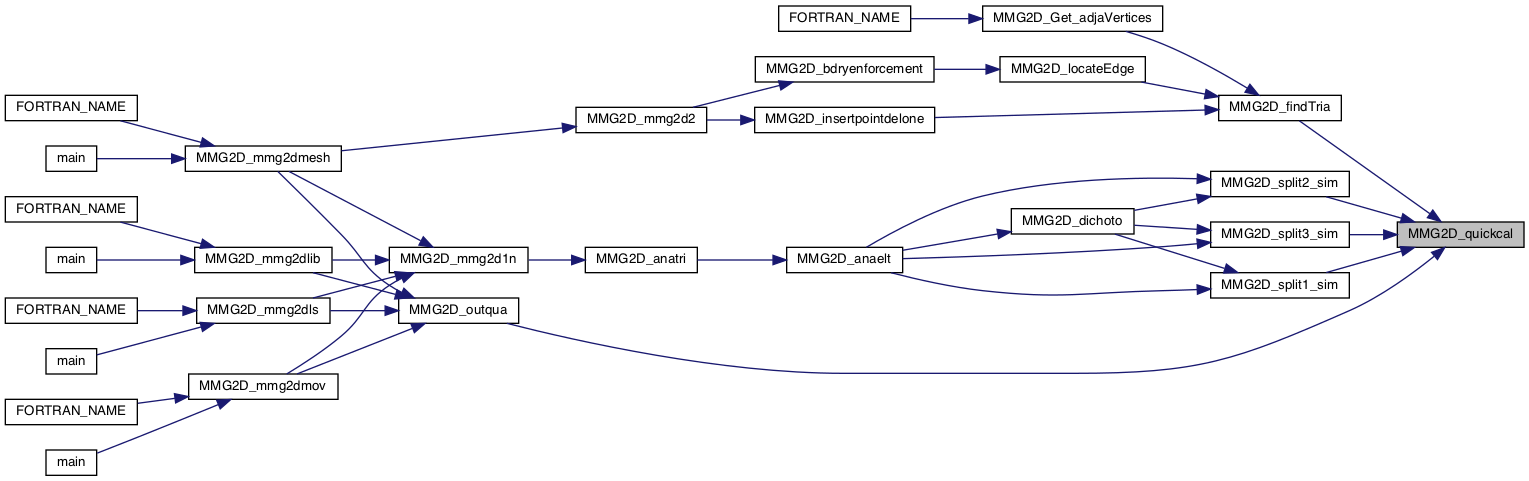 FORTRAN_NAME
MMG2D_Get_adjaVertices
MMG2D_bdryenforcement
MMG2D_locateEdge
FORTRAN_NAME
MMG2D_mmg2d2
MMG2D_insertpointdelone
MMG2D_findTria
main
MMG2D_mmg2dmesh
MMG2D_split2_sim
FORTRAN_NAME
MMG2D_dichoto
MMG2D_split3_sim
MMG2D_quickcal
main
MMG2D_mmg2dlib
MMG2D_mmg2d1n
MMG2D_anatri
MMG2D_anaelt
MMG2D_split1_sim
FORTRAN_NAME
MMG2D_mmg2dls
MMG2D_outqua
main
MMG2D_mmg2dmov
FORTRAN_NAME
main